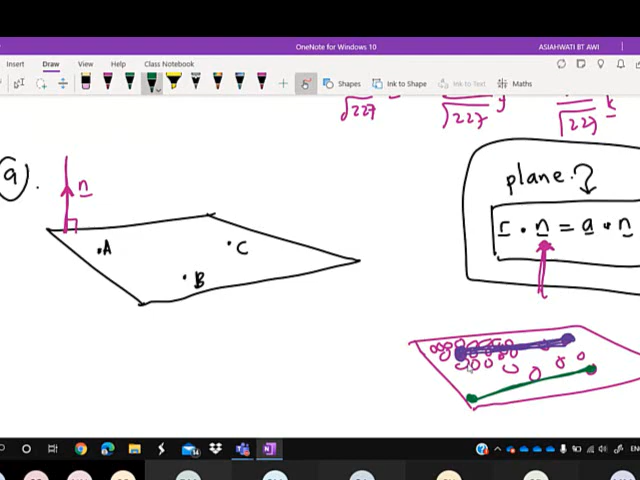 OneNote for Windows 10
ASIAHWATI BT AWI
Insert Draw View Help Class Notebook
Shapes Ink to Shape Ink to Text Maths
√227 √227 y √227 k
9.
n
A
C
B
plane?
r · n = a · n